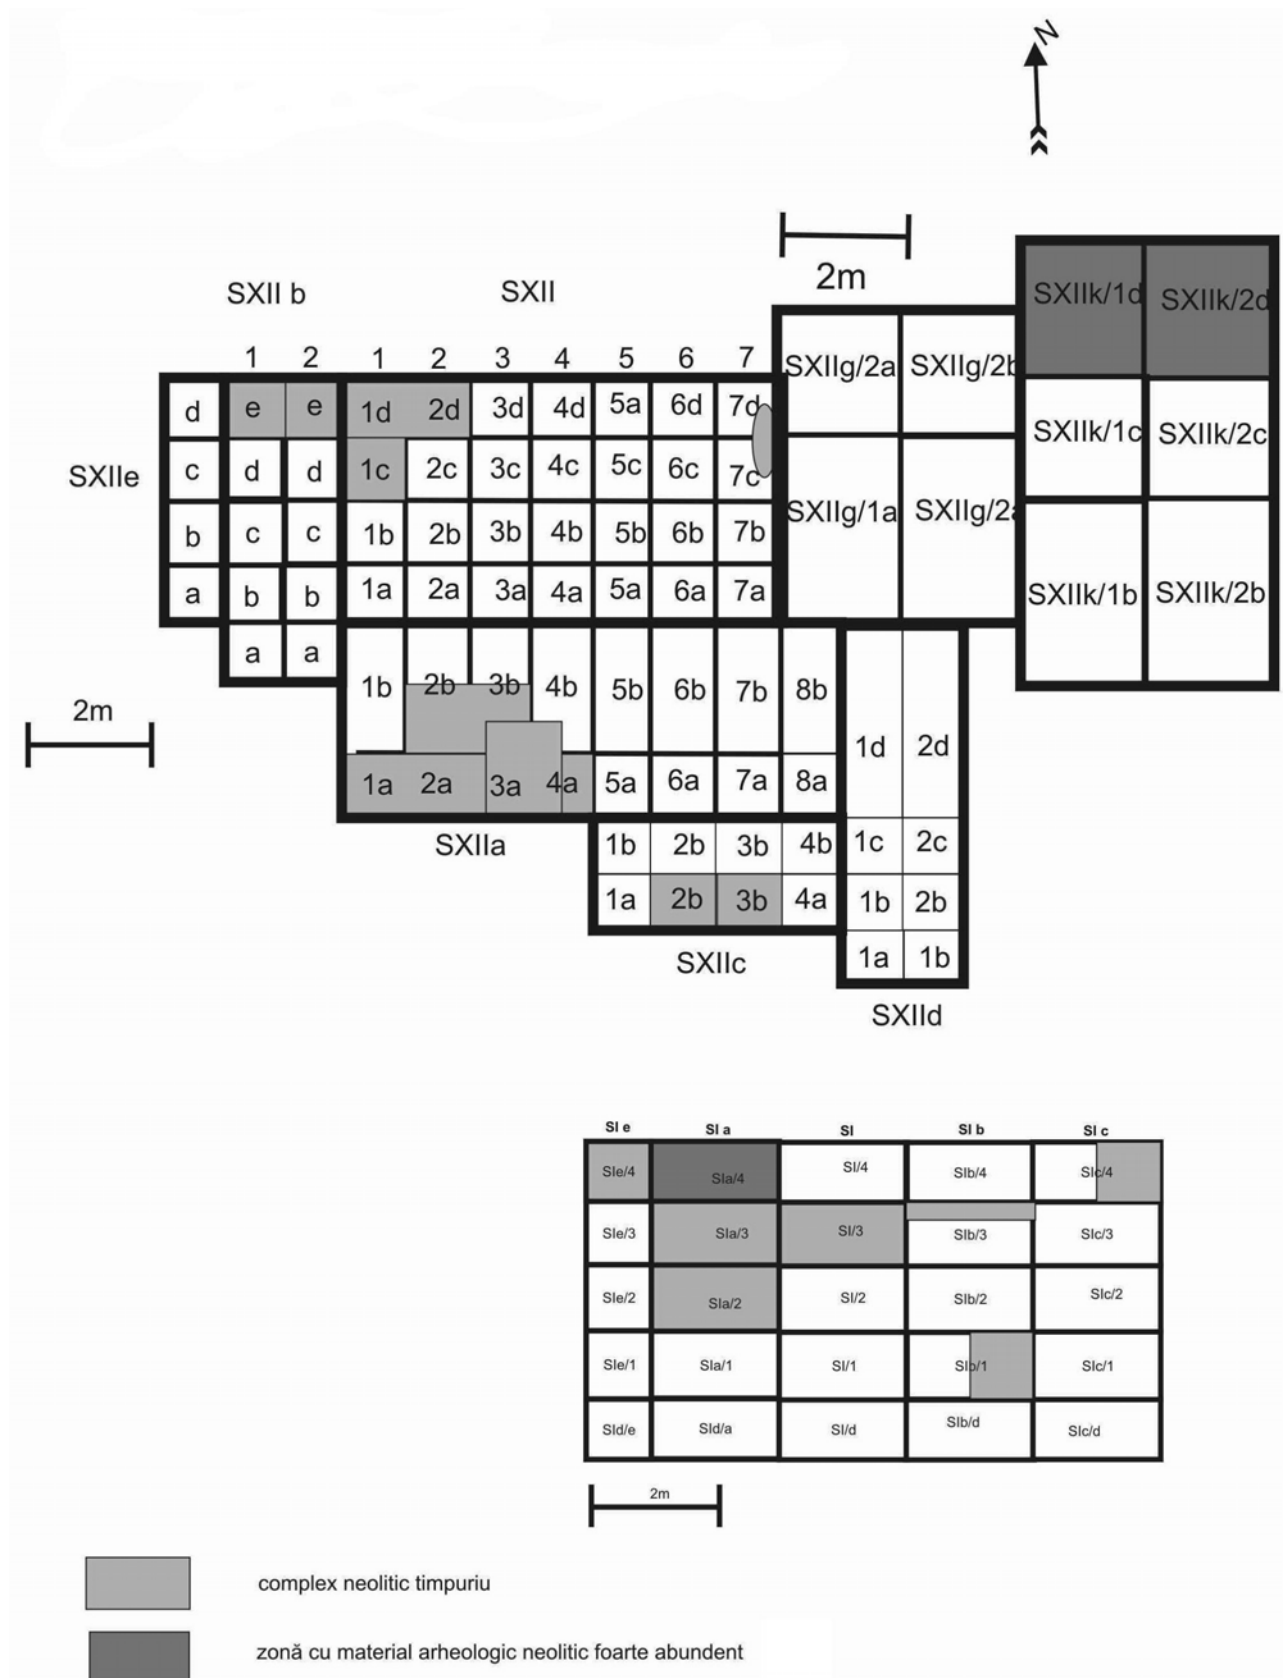 N
2m
SXII b SXII
1 2 1 2 3 4 5 6 7
SXIIg/2a SXIIg/2b
SXIIk/1d SXIIk/2d
d e e 1d 2d 3d 4d 5a 6d 7d
SXIIk/1c SXIIk/2c
SXIIe c d d 1c 2c 3c 4c 5c 6c 7c
SXIIg/1a SXIIg/2a
b c c 1b 2b 3b 4b 5b 6b 7b
a b b 1a 2a 3a 4a 5a 6a 7a
SXIIk/1b SXIIk/2b
a a
1b 2b 3b 4b 5b 6b 7b 8b
2m
1d 2d
1a 2a 3a 4a 5a 6a 7a 8a
SXIIa
1b 2b 3b 4b 1c 2c
1a 2b 3b 4a 1b 2b
1a 1b
SXIIc
SXIId
SI e SI a SI SI b SI c
SIe/4 SIa/4 SI/4 SIb/4 SIc/4
SIe/3 SIa/3 SI/3 SIb/3 SIc/3
SIe/2 SIa/2 SI/2 SIb/2 SIc/2
SIe/1 SIa/1 SI/1 SIb/1 SIc/1
SId/e SId/a SI/d SIb/d SIc/d
2m
complex neolitic timpuriu
zonă cu material arheologic neolitic foarte abundent